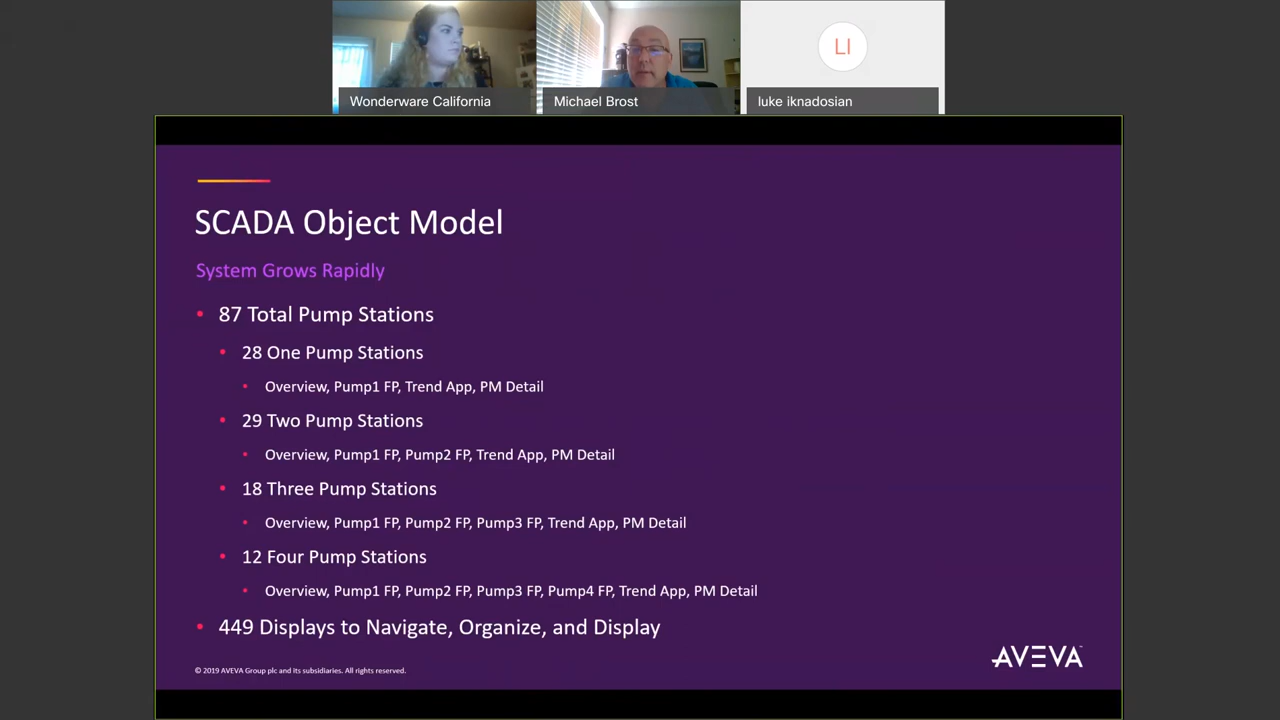 Wonderware California
Michael Brost
LI
luke iknadosian
SCADA Object Model
System Grows Rapidly
• 87 Total Pump Stations
• 28 One Pump Stations
• Overview, Pump1 FP, Trend App, PM Detail
• 29 Two Pump Stations
• Overview, Pump1 FP, Pump2 FP, Trend App, PM Detail
• 18 Three Pump Stations
• Overview, Pump1 FP, Pump2 FP, Pump3 FP, Trend App, PM Detail
• 12 Four Pump Stations
• Overview, Pump1 FP, Pump2 FP, Pump3 FP, Pump4 FP, Trend App, PM Detail
• 449 Displays to Navigate, Organize, and Display
© 2019 AVEVA Group plc and its subsidiaries. All rights reserved.
AVEVA